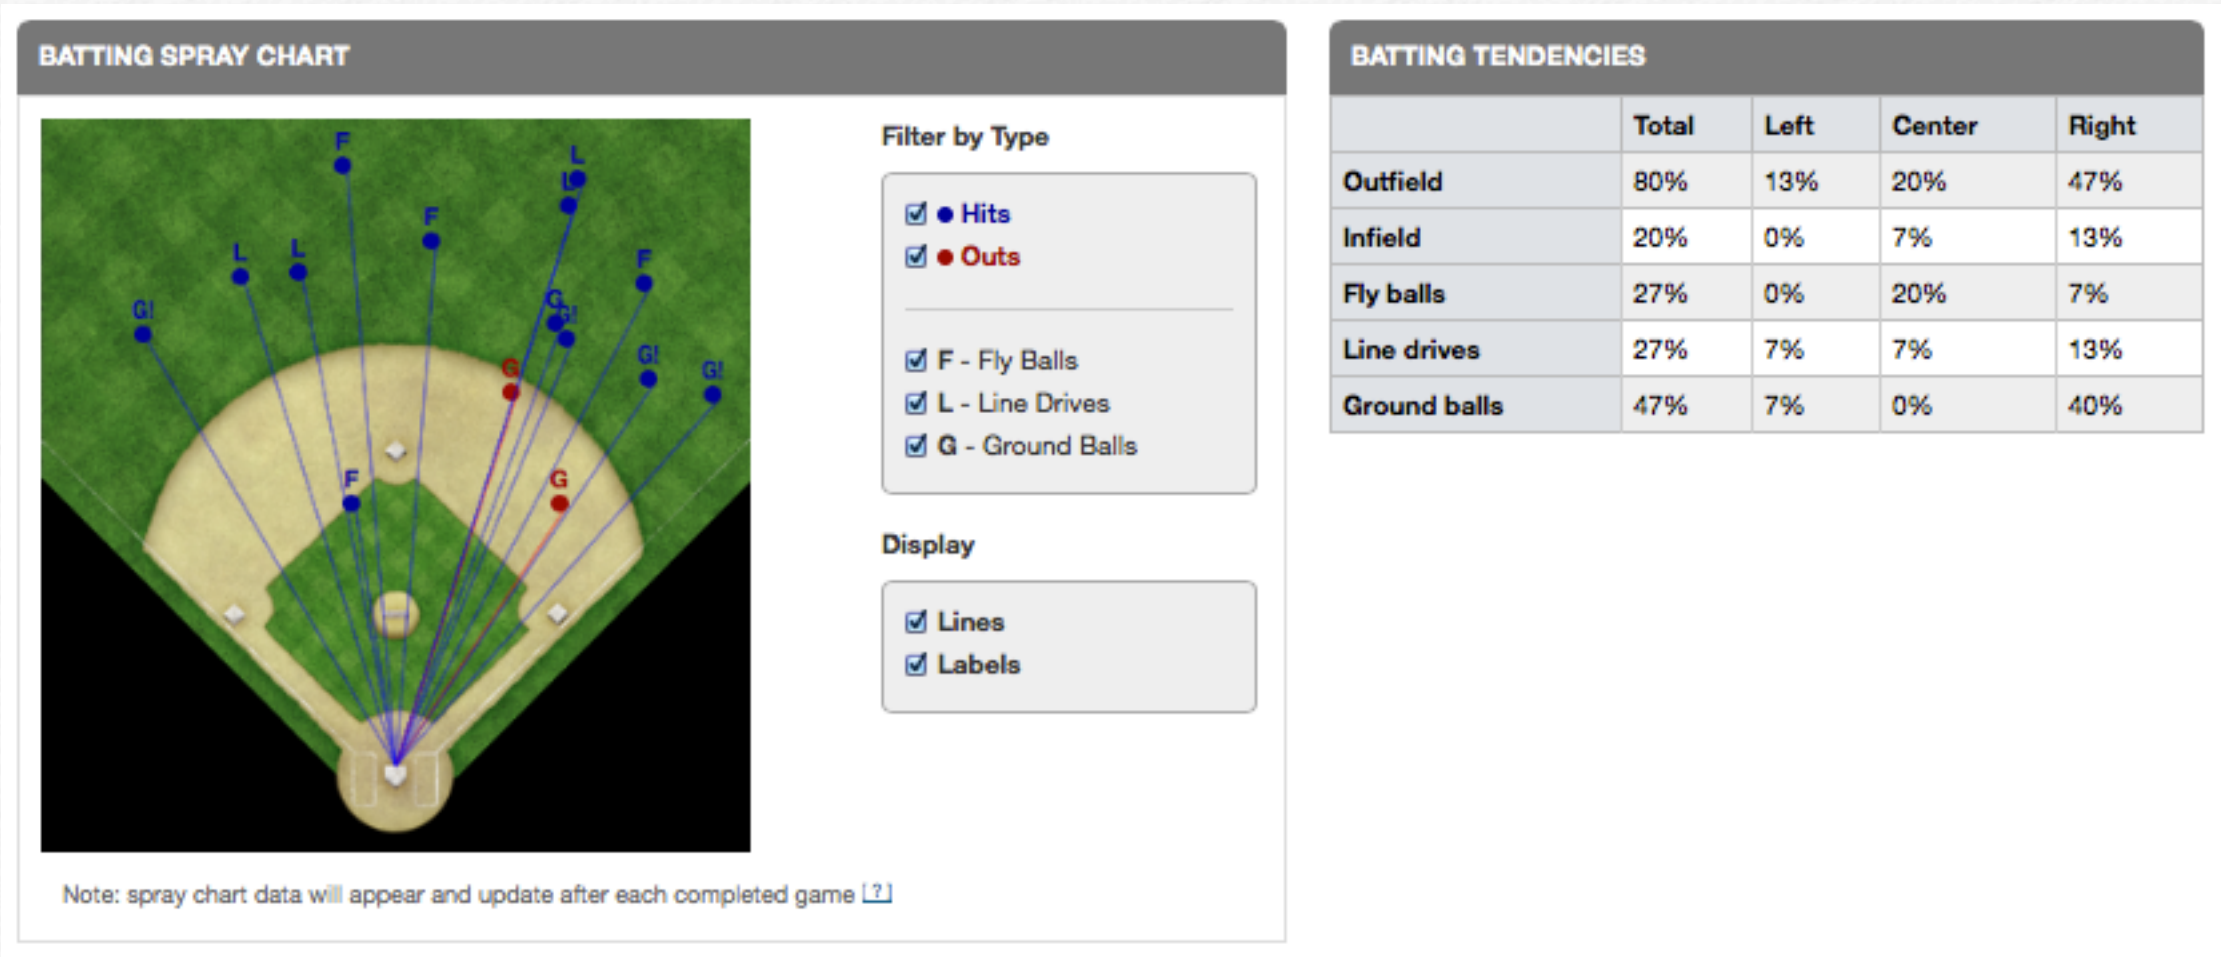 BATTING SPRAY CHART
F
L
L
F
L
L
F
G!
G
G!
G
G!
G!
F
G
Note: spray chart data will appear and update after each completed game [?]
Filter by Type
Hits
Outs
F - Fly Balls
L - Line Drives
G - Ground Balls
Display
Lines
Labels
BATTING TENDENCIES
Total Left Center Right
Outfield 80% 13% 20% 47%
Infield 20% 0% 7% 13%
Fly balls 27% 0% 20% 7%
Line drives 27% 7% 7% 13%
Ground balls 47% 7% 0% 40%